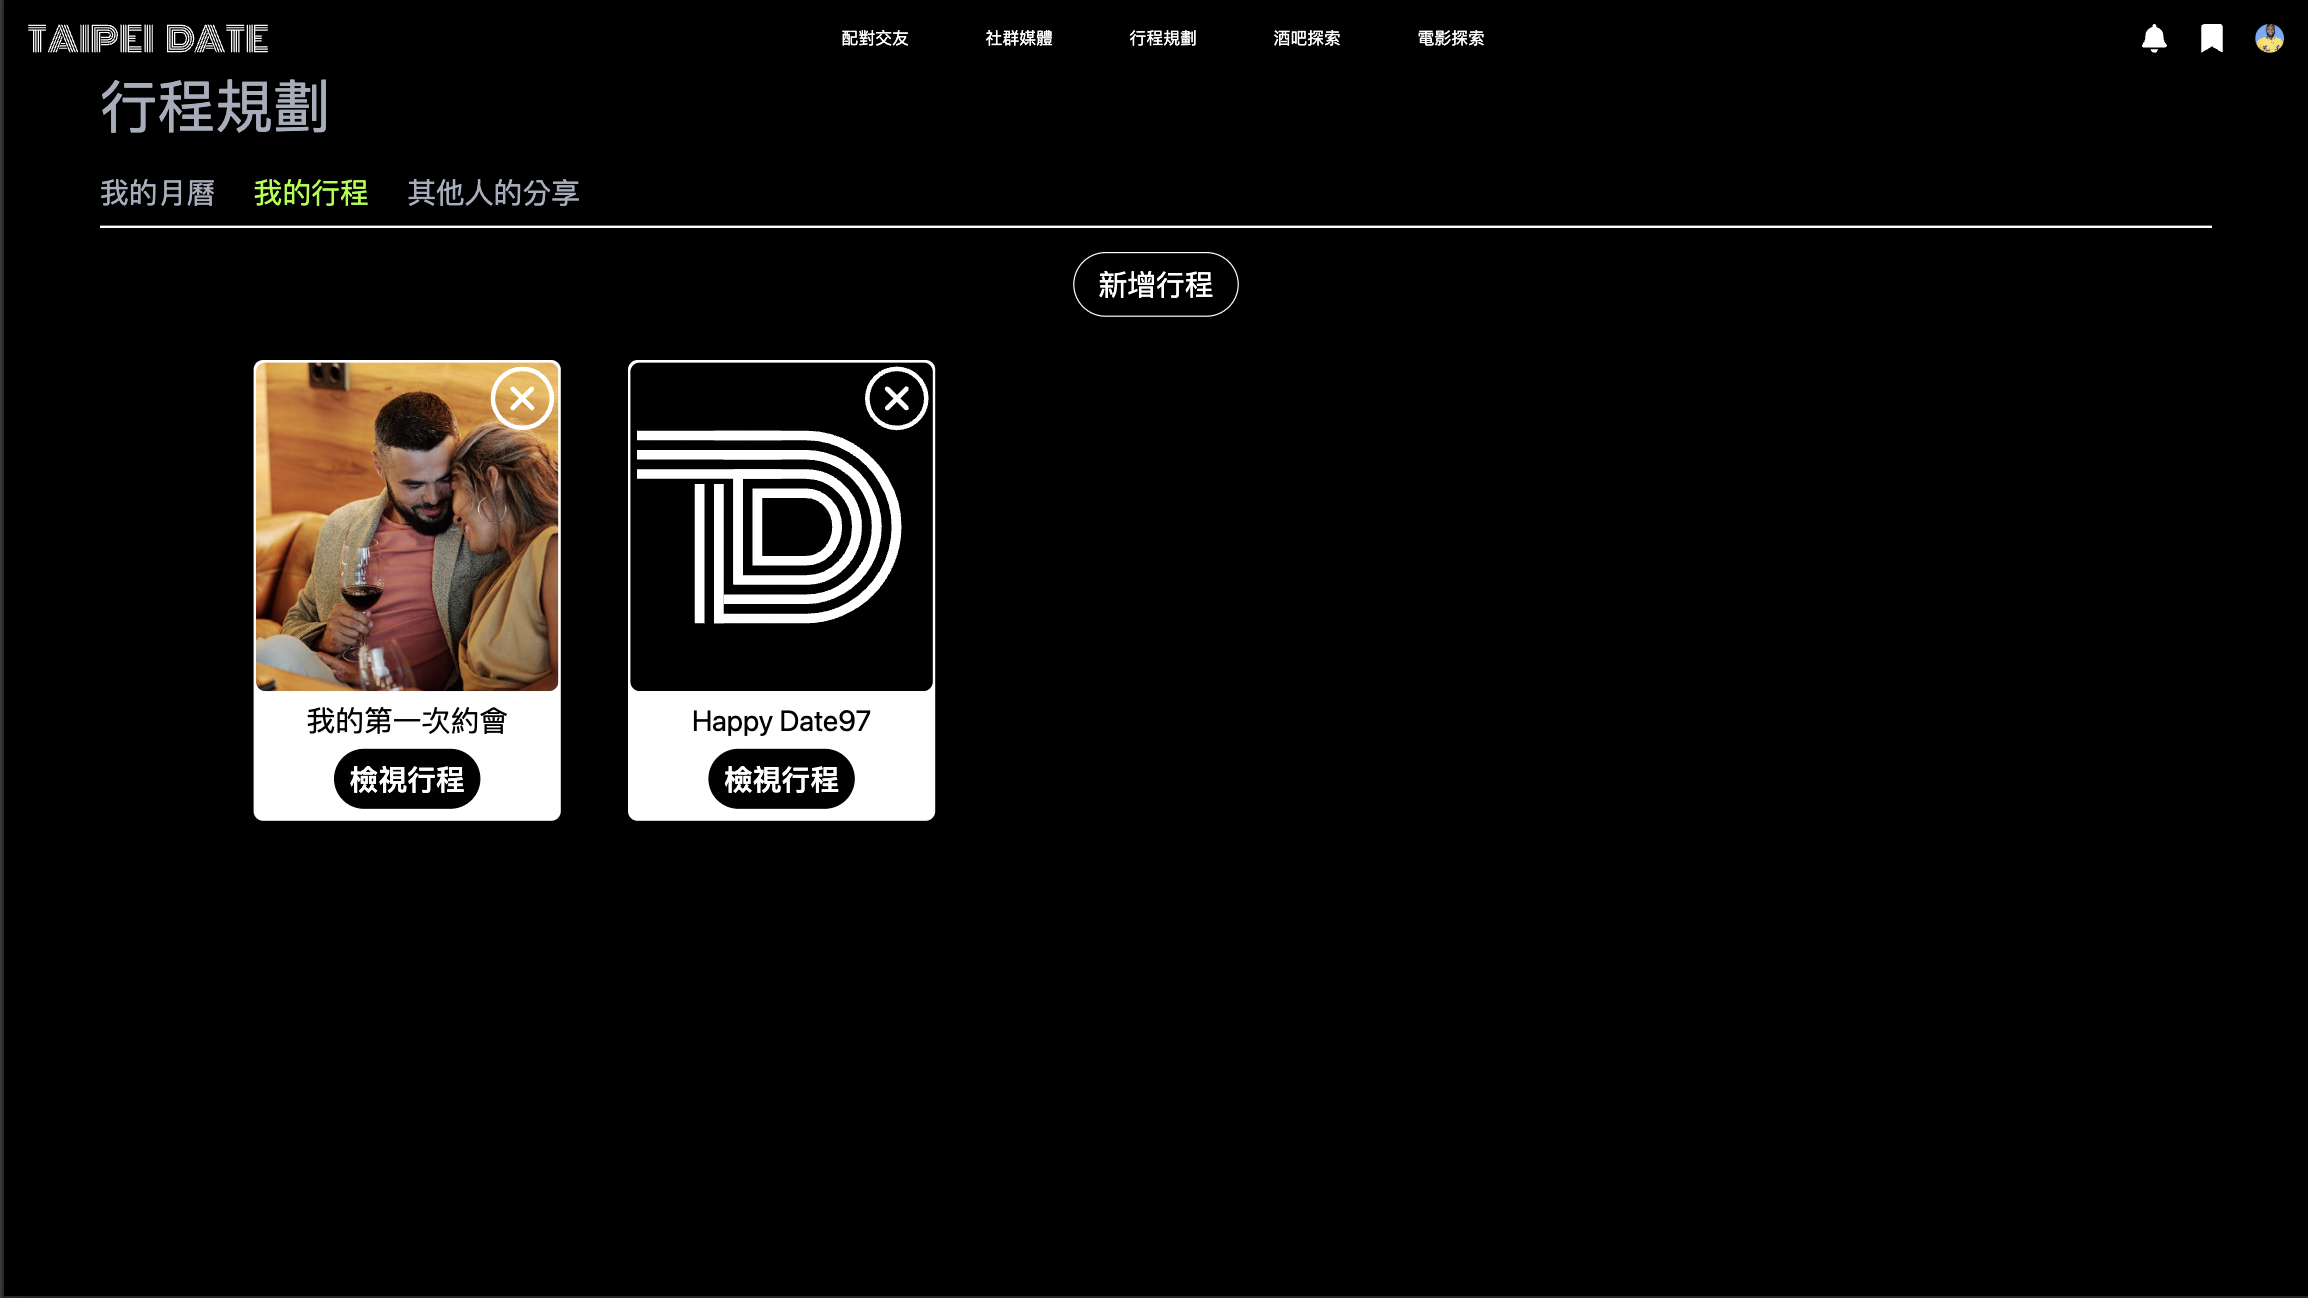 TAIPEI DATE
配對交友 社群媒體 行程規劃 酒吧探索 電影探索
行程規劃
我的月曆 我的行程 其他人的分享
新增行程
TD
我的第一次約會 Happy Date97
檢視行程 檢視行程